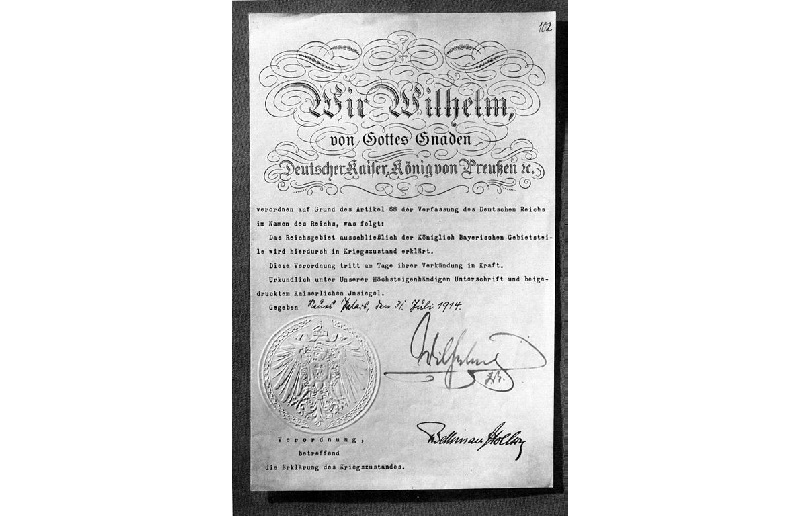 102
Wir Wilhelm,
von Gottes Gnaden
Deutscher Kaiser, König von Preußen ec.
verordnen auf Grund des Artikel 68 der Verfassung des Deutschen Reichs
im Namen des Reichs, was folgt:
Das Reichsgebiet ausschließlich der Königlich Bayerischen Gebietstei-
le wird hierdurch in Kriegszustand erklärt.
Diese Verordnung tritt am Tage ihrer Verkündung in Kraft.
Urkundlich unter Unserer Höchsteigenhändigen Unterschrift und beige-
drucktem Kaiserlichen Insiegel.
Gegeben Neues Palais, den 31. Juli 1914.
Wilhelm
Bethmann Hollweg
Verordnung,
betreffend
die Erklärung des Kriegszustandes.